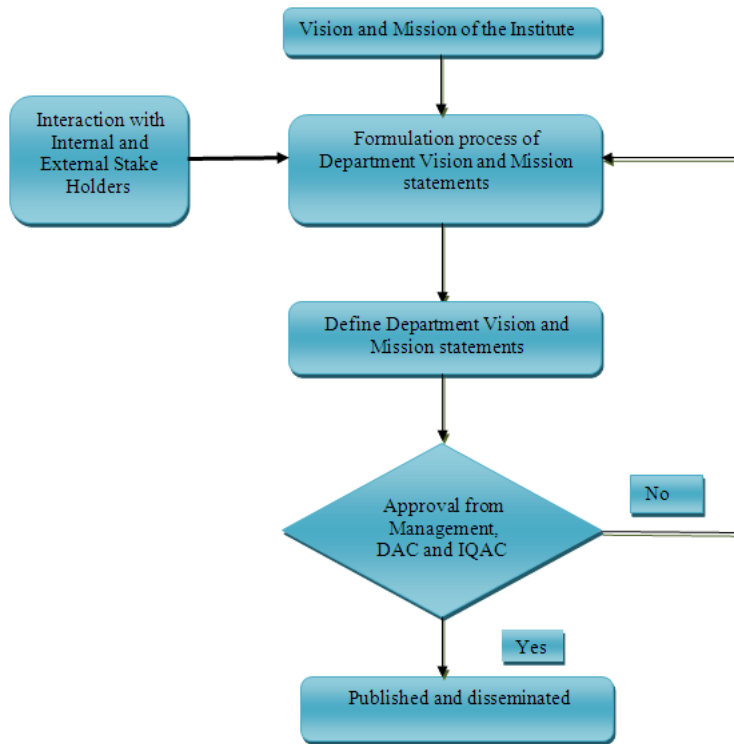 Vision and Mission of the Institute
Interaction with
Internal and
External Stake
Holders
Formulation process of
Department Vision and Mission
statements
Define Department Vision and
Mission statements
Approval from
Management,
DAC and IQAC
No
Yes
Published and disseminated